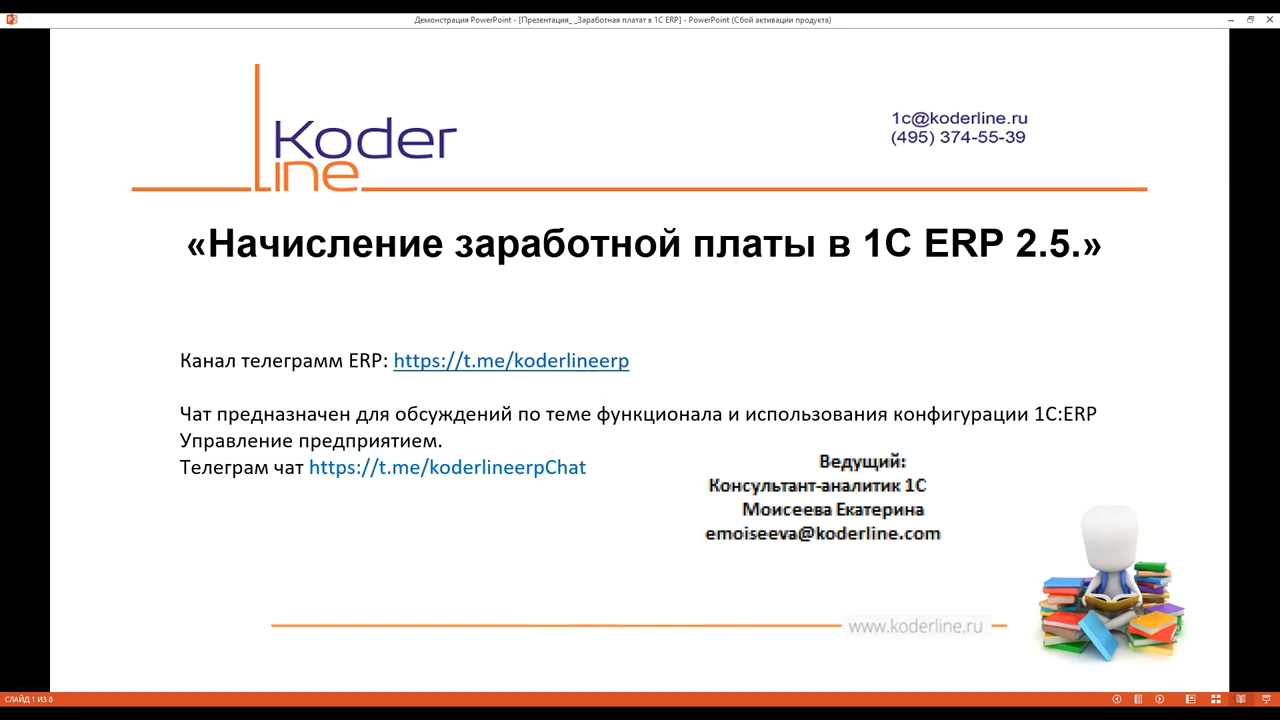 Демонстрация PowerPoint - [Презентация_ _Заработная платат в 1С ERP] - PowerPoint (Сбой активации продукта)
Koder
line
1c@koderline.ru
(495) 374-55-39
«Начисление заработной платы в 1С ERP 2.5.»
Канал телеграмм ERP: https://t.me/koderlineerp
Чат предназначен для обсуждений по теме функционала и использования конфигурации 1С:ERP
Управление предприятием.
Телеграм чат https://t.me/koderlineerpChat
Ведущий:
Консультант-аналитик 1С
Моисеева Екатерина
emoiseeva@koderline.com
www.koderline.ru
СЛАЙД 1 ИЗ 8